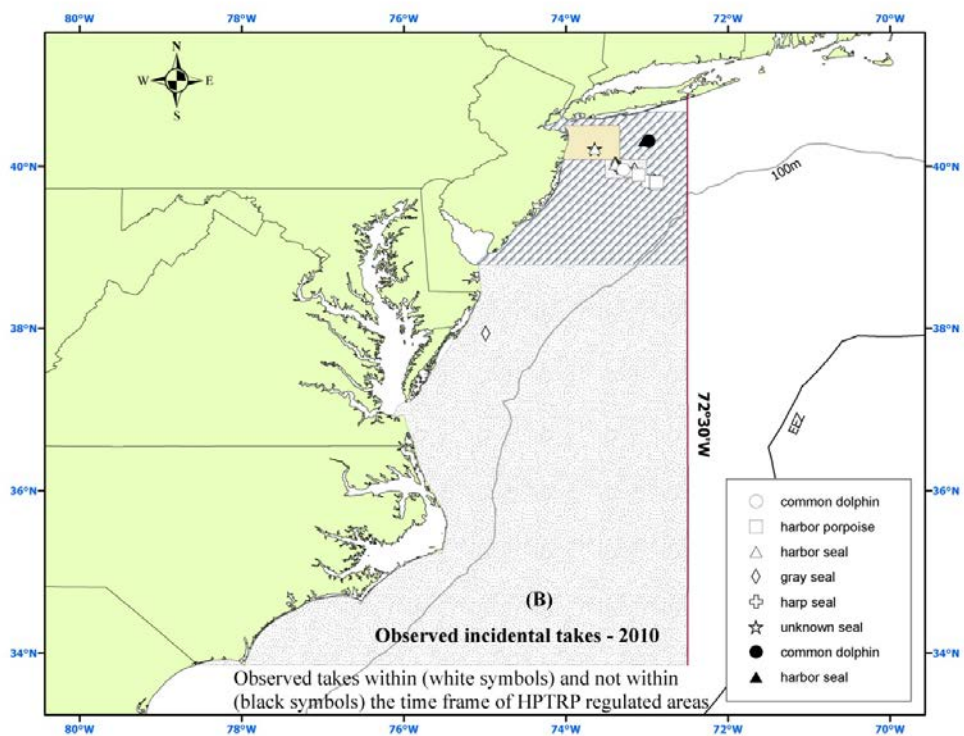 80°W 78°W 76°W 74°W 72°W 70°W
N
W E
S
40°N 40°N
100m
38°N 38°N
72°30'W
EEZ
36°N 36°N
common dolphin
harbor porpoise
harbor seal
gray seal
harp seal
unknown seal
common dolphin
harbor seal
(B)
Observed incidental takes - 2010
34°N 34°N
Observed takes within (white symbols) and not within
(black symbols) the time frame of HPTRP regulated areas
80°W 78°W 76°W 74°W 72°W 70°W